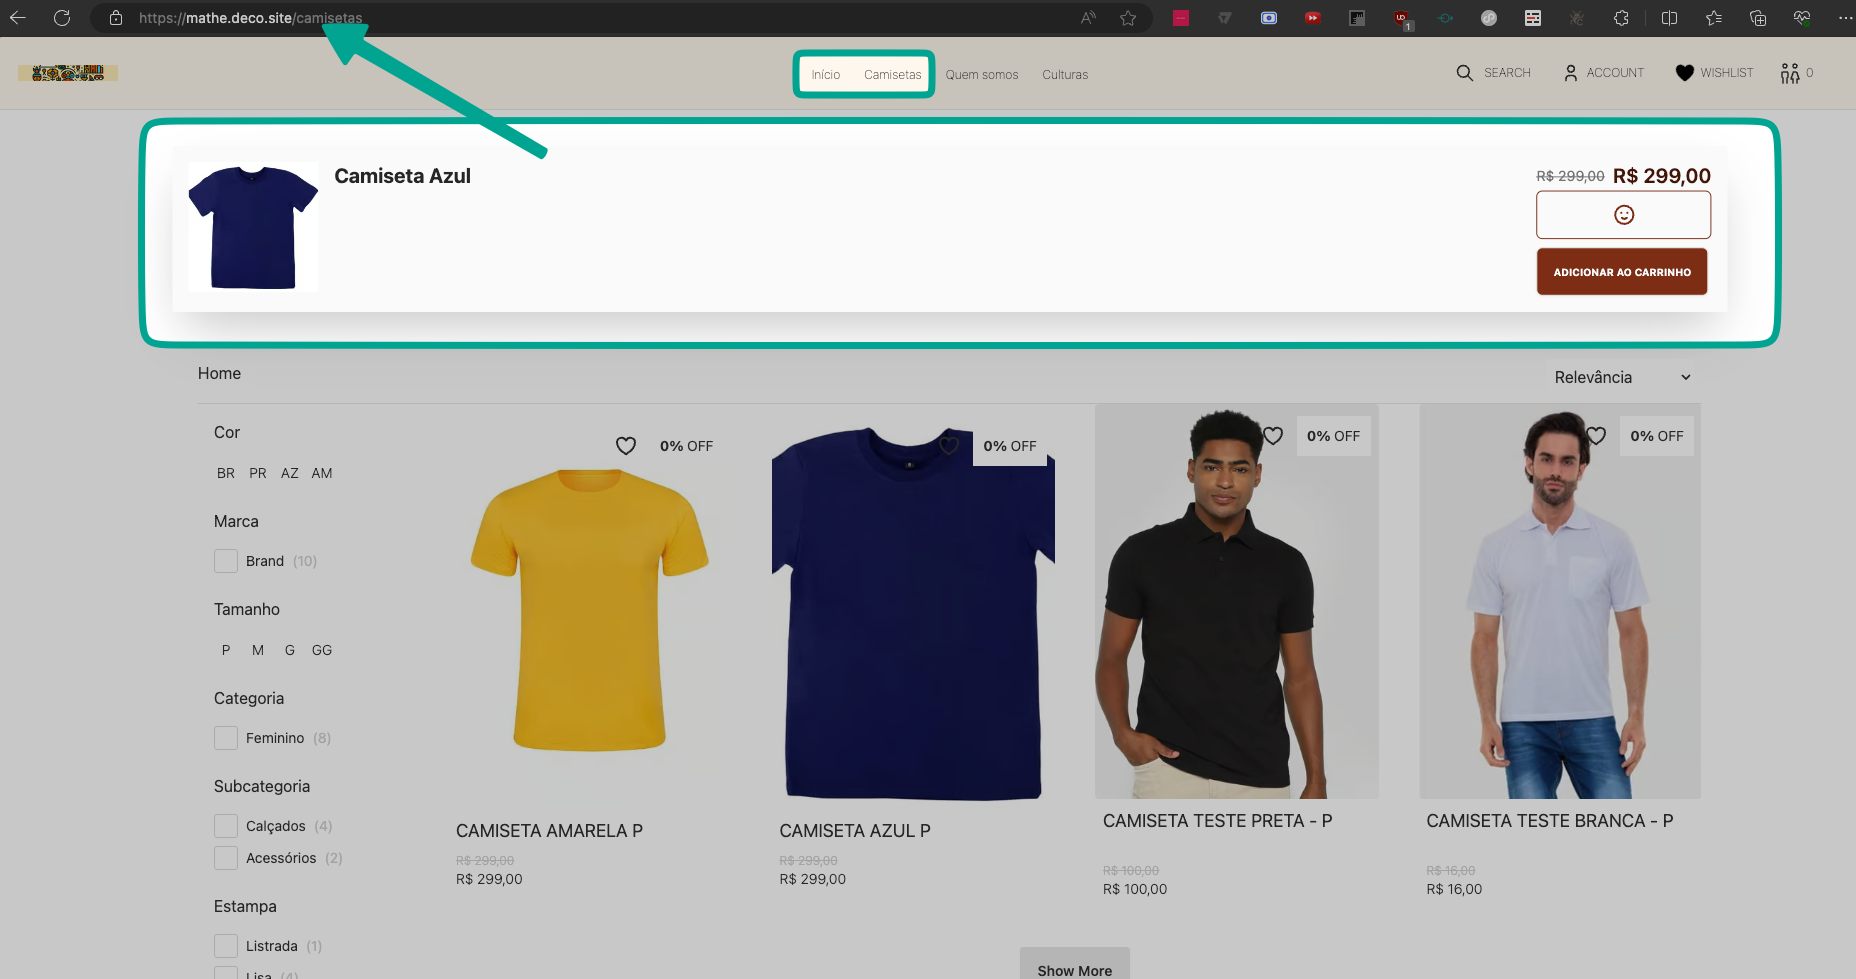 https://mathe.deco.site/camisetas
1
Início Camisetas Quem somos Culturas
SEARCH ACCOUNT WISHLIST 0
Camiseta Azul
R$ 299,00 R$ 299,00
ADICIONAR AO CARRINHO
Home
Relevância
Cor
BR PR AZ AM
Marca
Brand (10)
Tamanho
P M G GG
Categoria
Feminino (8)
Subcategoria
Calçados (4)
Acessórios (2)
Estampa
Listrada (1)
Lisa (4)
0% OFF
CAMISETA AMARELA P
R$ 299,00
R$ 299,00
0% OFF
CAMISETA AZUL P
R$ 299,00
R$ 299,00
0% OFF
CAMISETA TESTE PRETA - P
R$ 100,00
R$ 100,00
0% OFF
CAMISETA TESTE BRANCA - P
R$ 16,00
R$ 16,00
Show More